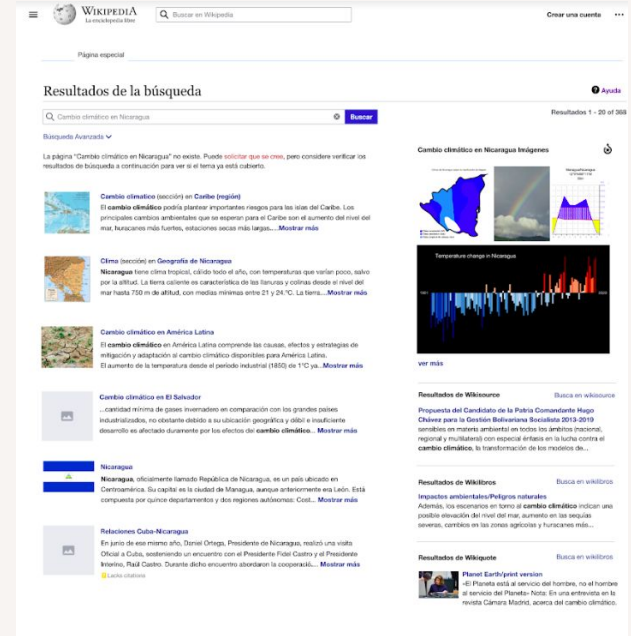 WIKIPEDIA
La enciclopedia libre
Buscar en Wikipedia
Crear una cuenta
Página especial
Resultados de la búsqueda
Ayuda
Cambio climático en Nicaragua
Buscar
Resultados 1 - 20 of 368
Búsqueda Avanzada
La página "Cambio climático en Nicaragua" no existe. Puede solicitar que se cree, pero considere verificar los
resultados de búsqueda a continuación para ver si el tema ya está cubierto.
Cambio climatico (sección) en Caribe (región)
El cambio climático podría plantear importantes riesgos para las islas del Caribe. Los
principales cambios ambientales que se esperan para el Caribe son el aumento del nivel del
mar, huracanes más fuertes, estaciones secas más largas.....Mostrar más
Clima (sección) en Geografía de Nicaragua
Nicaragua tiene clima tropical, cálido todo el año, con temperaturas que varían poco, salvo
por la altitud. La tierra caliente es característica de las llanuras y colinas desde el nivel del
mar hasta 750 m de altitud, con medias mínimas entre 21 y 24.°C. La tierra....Mostrar más
Cambio climático en América Latina
El cambio climático en América Latina comprende las causas, efectos y estrategias de
mitigación y adaptación al cambio climático disponibles para América Latina.
El aumento de la temperatura desde el período industrial (1850) de 1°C ya...Mostrar más
Cambio climático en El Salvador
...cantidad mínima de gases invernadero en comparación con los grandes países
industrializados, no obstante debido a su ubicación geográfica y débil e insuficiente
desarrollo es afectado duramente por los efectos del cambio climático... Mostrar más
Nicaragua
Nicaragua, oficialmente llamado República de Nicaragua, es un país ubicado en
Centroamérica. Su capital es la ciudad de Managua, aunque anteriormente era León. Está
compuesta por quince departamentos y dos regiones autónomas: Cost... Mostrar más
Relaciones Cuba-Nicaragua
En junio de ese mismo año, Daniel Ortega, Presidente de Nicaragua, realizó una visita
Oficial a Cuba, sosteniendo un encuentro con el Presidente Fidel Castro y el Presidente
Interino, Raúl Castro. Durante dicho encuentro abordaron la cooperació.... Mostrar más
Lacks citations
Cambio climático en Nicaragua Imágenes
Temperature change in Nicaragua
1901
ver más
Resultados de Wikisource
Busca en wikisource
Propuesta del Candidato de la Patria Comandante Hugo
Chávez para la Gestión Bolivariana Socialista 2013-2019
sensibles en materia ambiental en todos los ámbitos (nacional,
regional y multilateral) con especial énfasis en la lucha contra el
cambio climático, la transformación de los modelos de...
Resultados de Wikilibros
Busca en wikilibros
Impactos ambientales/Peligros naturales
Además, los escenarios en torno al cambio climático indican una
posible elevación del nivel del mar, aumento en las sequías
severas, cambios en las zonas agrícolas y huracanes más...
Resultados de Wikiquote
Busca en wikilibros
Planet Earth/print version
«El Planeta está al servicio del hombre, no el hombre
al servicio del Planeta» Nota: En una entrevista en la
revista Cámara Madrid, acerca del cambio climático.